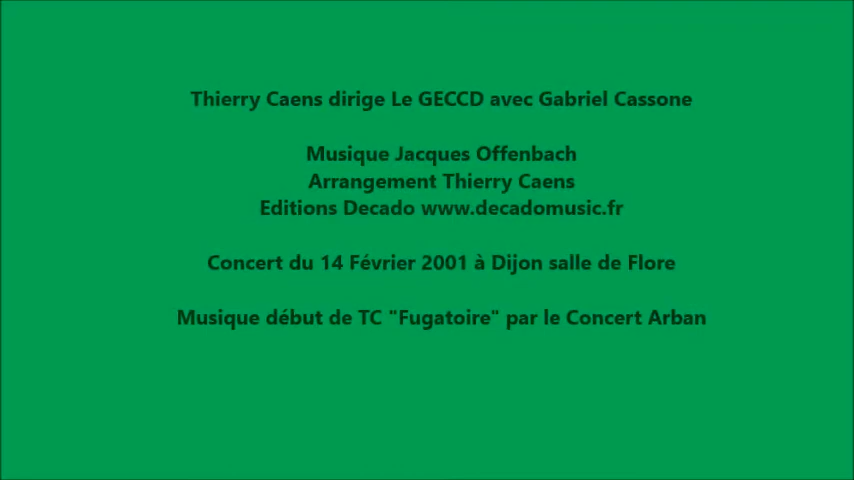 Thierry Caens dirige Le GECCD avec Gabriel Cassone
Musique Jacques Offenbach
Arrangement Thierry Caens
Editions Decado www.decadomusic.fr
Concert du 14 Février 2001 à Dijon salle de Flore
Musique début de TC "Fugatoire" par le Concert Arban